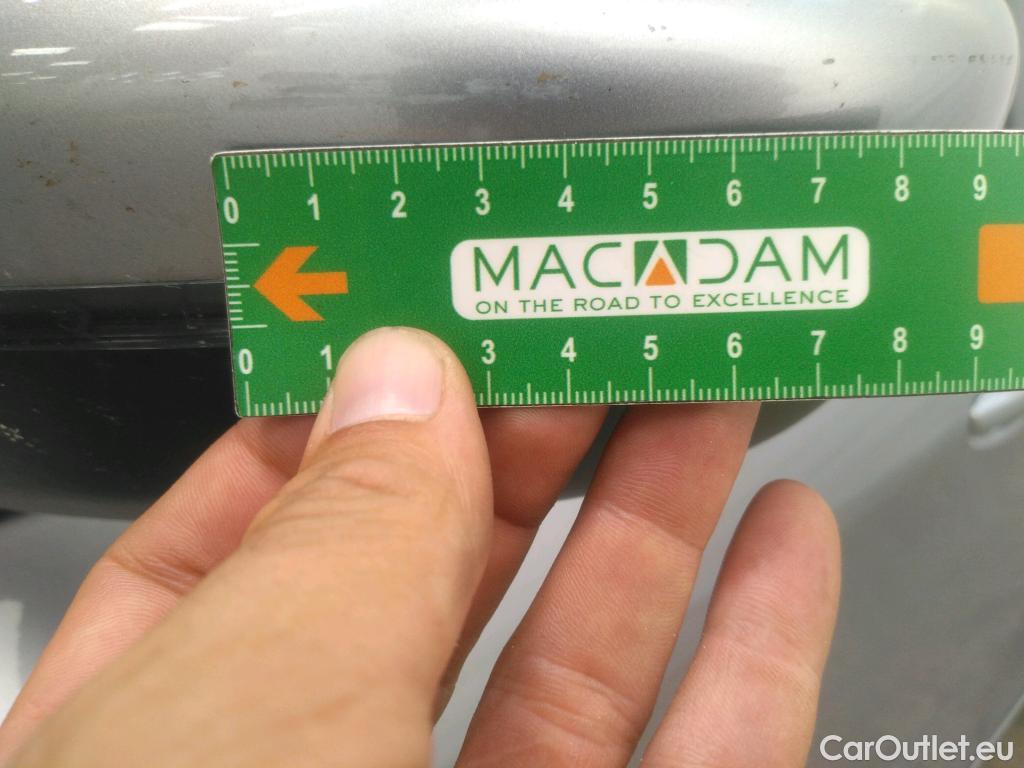 0 1 2 3 4 5 6 7 8 9
MACADAM
ON THE ROAD TO EXCELLENCE
0 1 3 4 5 6 7 8 9
CarOutlet.eu